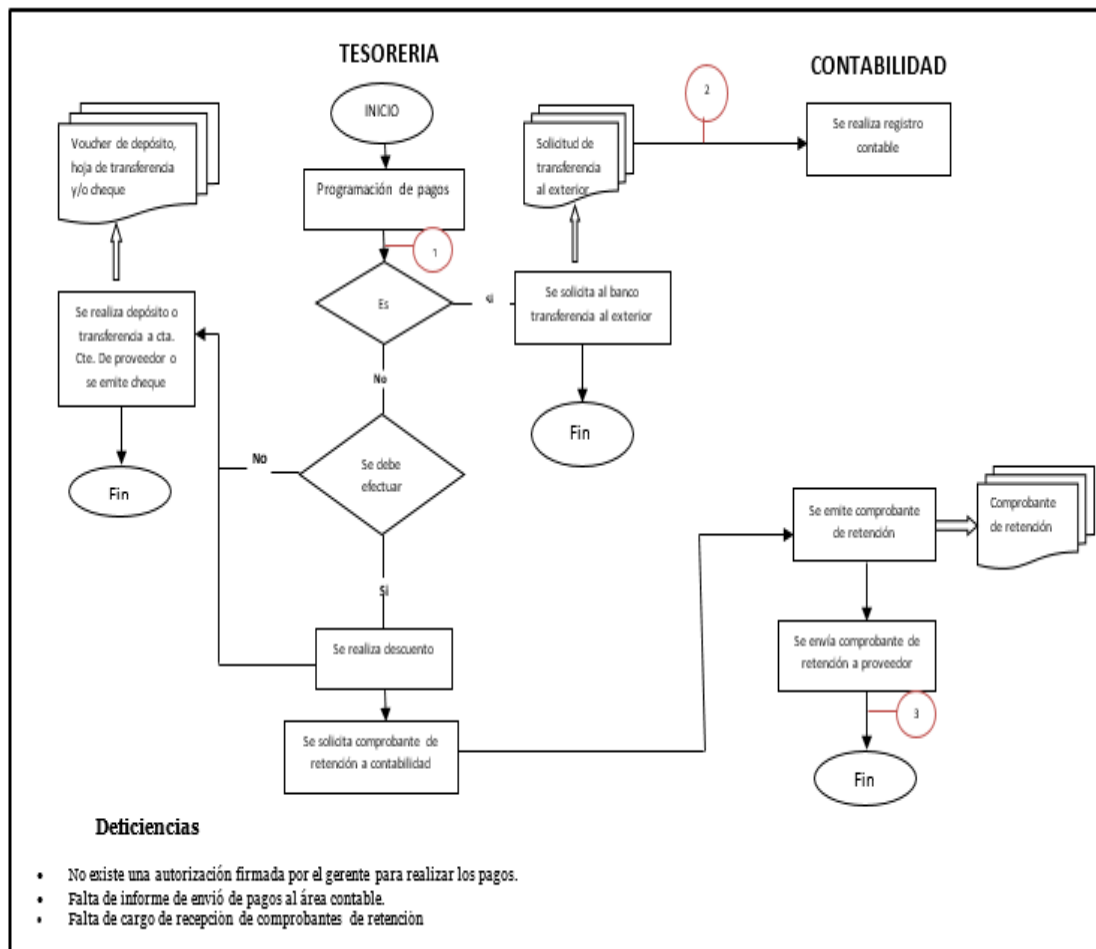 TESORERIA
CONTABILIDAD
INICIO
Voucher de depósito,
hoja de transferencia
y/o cheque
Solicitud de
transferencia
al exterior
2
Se realiza registro
contable
Programación de pagos
1
Es
si
Se solicita al banco
transferencia al exterior
Se realiza depósito o
transferencia a cta.
Cte. De proveedor o
se emite cheque
No
Fin
Se debe
efectuar
No
Fin
Se emite comprobante
de retención
Comprobante
de retención
Si
Se realiza descuento
Se envía comprobante de
retención a proveedor
3
Se solicita comprobante de
retención a contabilidad
Fin
Deficiencias
• No existe una autorización firmada por el gerente para realizar los pagos.
• Falta de informe de envió de pagos al área contable.
• Falta de cargo de recepción de comprobantes de retención